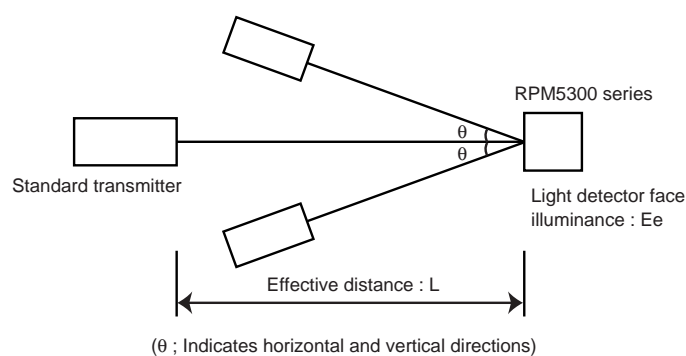 RPM5300 series
θ
θ
Standard transmitter
Light detector face
illuminance : Ee
Effective distance : L
(θ ; Indicates horizontal and vertical directions)